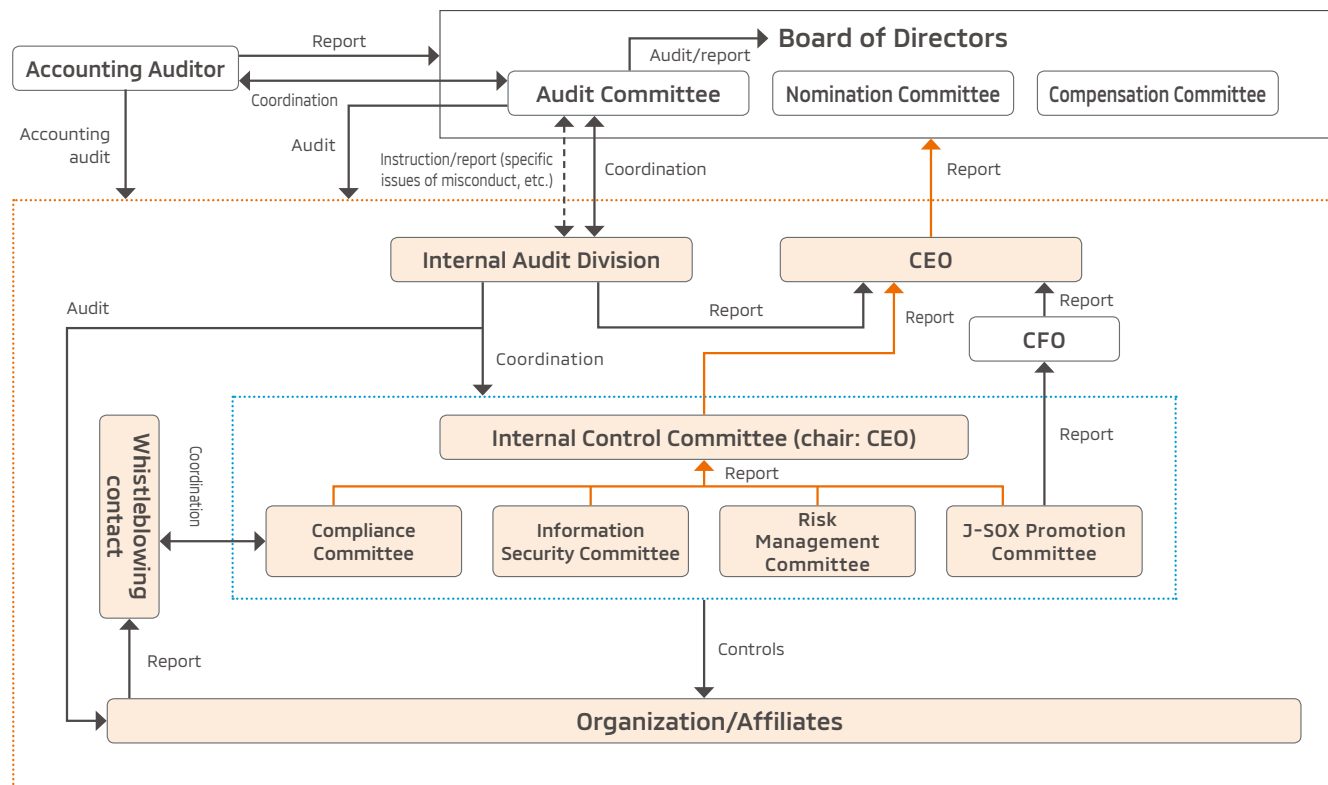 Report
Board of Directors
Audit/report
Accounting Auditor
Coordination
Audit Committee
Nomination Committee
Compensation Committee
Accounting
audit
Audit
Instruction/report (specific
issues of misconduct, etc.)
Coordination
Report
Internal Audit Division
CEO
Audit
Report
Report
Report
CFO
Coordination
Internal Control Committee (chair: CEO)
Report
Report
Whistleblowing
contact
Coordination
Compliance
Committee
Information
Security Committee
Risk
Management
Committee
J-SOX Promotion
Committee
Report
Controls
Organization/Affiliates